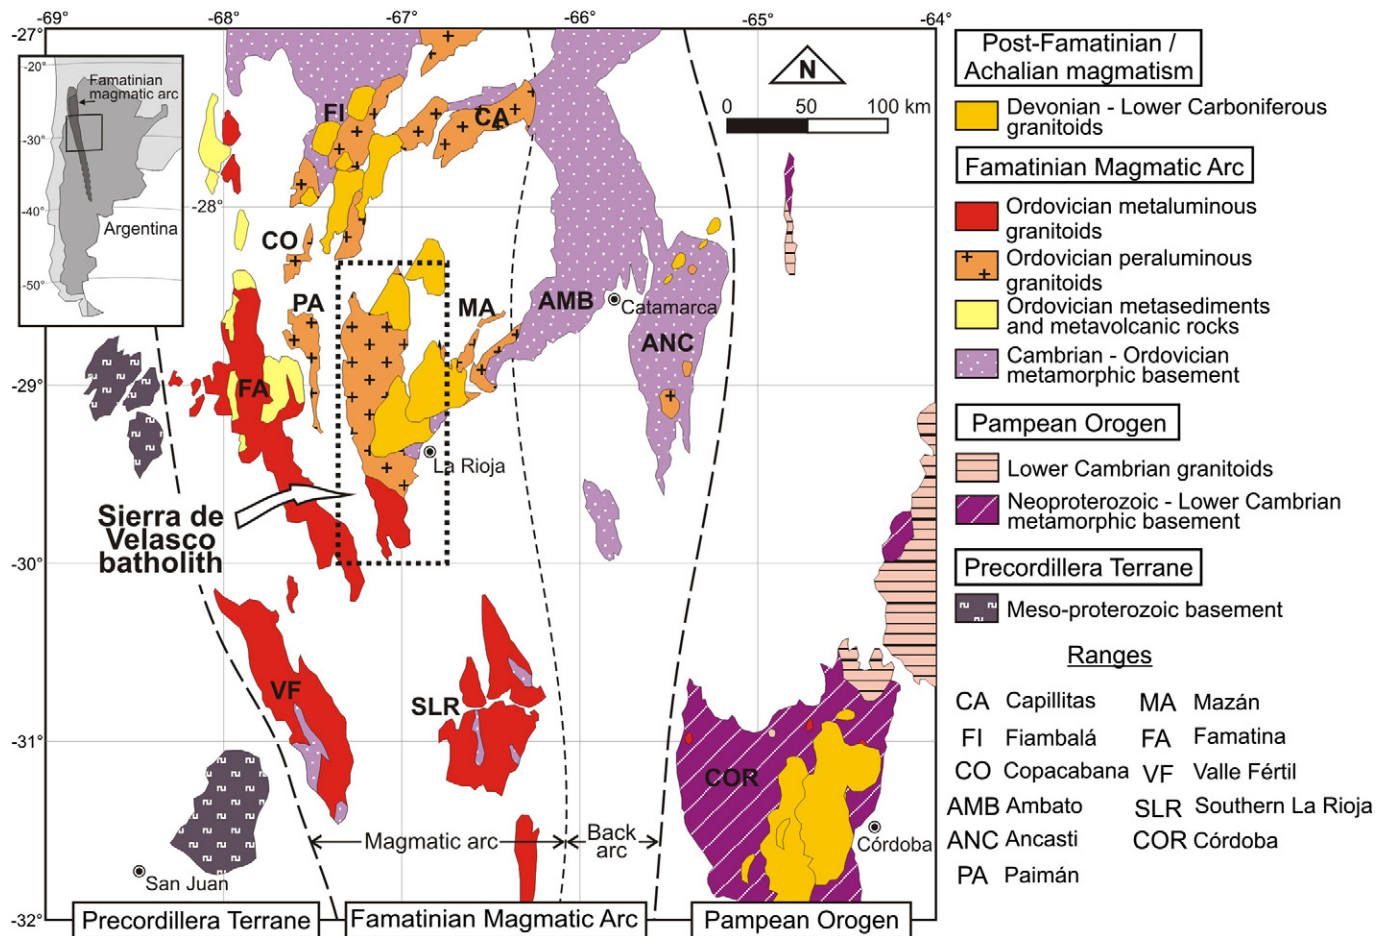 -69° -68° -67° -66° -65° -64°
-27°
-28°
-29°
-30°
-31°
-32°
-20°
-30°
-40°
-50°
Famatinian
magmatic arc
Argentina
N
0 50 100 km
FI
CA
CO
PA
MA
AMB
Catamarca
ANC
FA
La Rioja
Sierra de
Velasco
batholith
VF
SLR
COR
Córdoba
San Juan
Magmatic arc
Back
arc
Precordillera Terrane
Famatinian Magmatic Arc
Pampean Orogen
Post-Famatinian /
Achalian magmatism
Devonian - Lower Carboniferous
granitoids
Famatinian Magmatic Arc
Ordovician metaluminous
granitoids
Ordovician peraluminous
granitoids
Ordovician metasediments
and metavolcanic rocks
Cambrian - Ordovician
metamorphic basement
Pampean Orogen
Lower Cambrian granitoids
Neoproterozoic - Lower Cambrian
metamorphic basement
Precordillera Terrane
Meso-proterozoic basement
Ranges
CA Capillitas MA Mazán
FI Fiambalá FA Famatina
CO Copacabana VF Valle Fértil
AMB Ambato SLR Southern La Rioja
ANC Ancasti COR Córdoba
PA Paimán